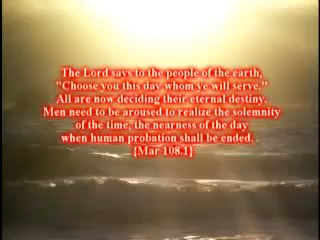 The Lord says to the people of the earth,
"Choose you this day whom ye will serve."
All are now deciding their eternal destiny.
Men need to be aroused to realize the solemnity
of the time, the nearness of the day
when human probation shall be ended.
{Mar 108.1}